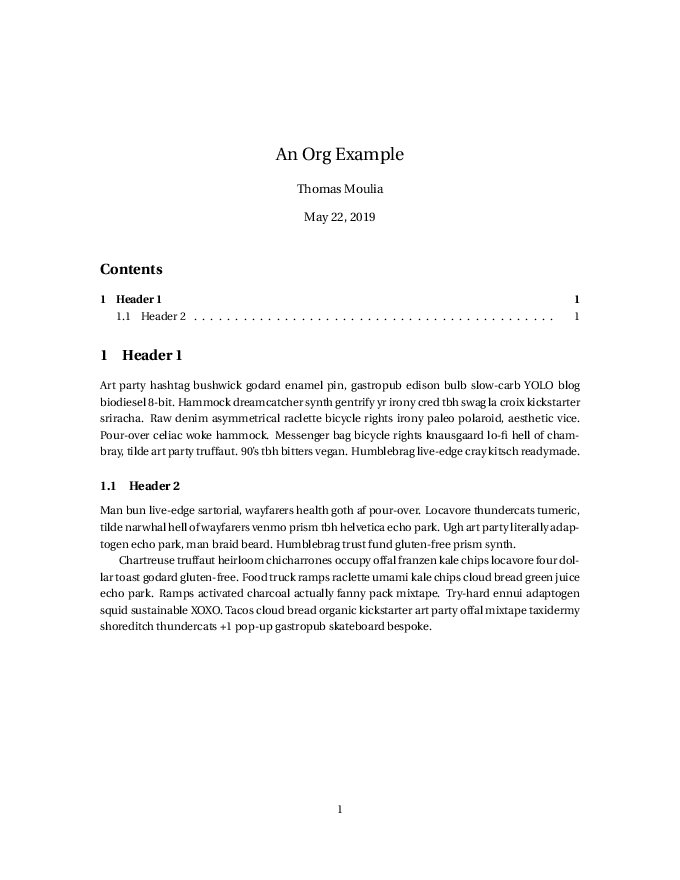 An Org Example
Thomas Moulia
May 22, 2019
Contents
1 Header 1 1
1.1 Header 2 . . . . . . . . . . . . . . . . . . . . . . . . . . . . . . . . . . . . . . . . . . . . . 1
1 Header 1
Art party hashtag bushwick godard enamel pin, gastropub edison bulb slow-carb YOLO blog
biodiesel 8-bit. Hammock dreamcatcher synth gentrify yr irony cred tbh swag la croix kickstarter
sriracha. Raw denim asymmetrical raclette bicycle rights irony paleo polaroid, aesthetic vice.
Pour-over celiac woke hammock. Messenger bag bicycle rights knausgaard lo-fi hell of cham-
bray, tilde art party truffaut. 90's tbh bitters vegan. Humblebrag live-edge cray kitsch readymade.
1.1 Header 2
Man bun live-edge sartorial, wayfarers health goth af pour-over. Locavore thundercats tumeric,
tilde narwhal hell of wayfarers venmo prism tbh helvetica echo park. Ugh art party literally adap-
togen echo park, man braid beard. Humblebrag trust fund gluten-free prism synth.
Chartreuse truffaut heirloom chicharrones occupy offal franzen kale chips locavore four dol-
lar toast godard gluten-free. Food truck ramps raclette umami kale chips cloud bread green juice
echo park. Ramps activated charcoal actually fanny pack mixtape. Try-hard ennui adaptogen
squid sustainable XOXO. Tacos cloud bread organic kickstarter art party offal mixtape taxidermy
shoreditch thundercats +1 pop-up gastropub skateboard bespoke.
1